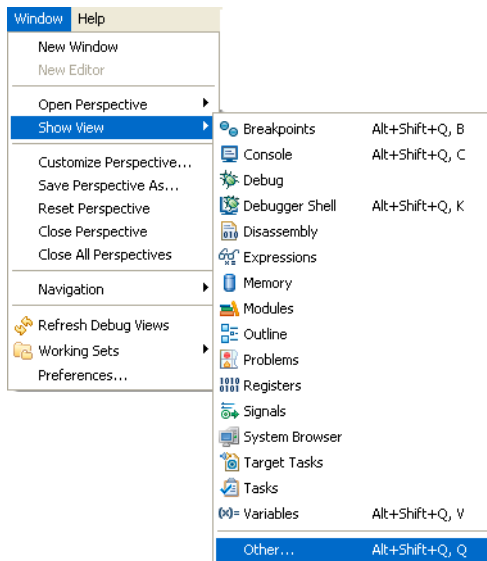 Window Help
New Window
New Editor
Open Perspective
Show View
Customize Perspective...
Save Perspective As...
Reset Perspective
Close Perspective
Close All Perspectives
Navigation
Refresh Debug Views
Working Sets
Preferences...
Breakpoints Alt+Shift+Q, B
Console Alt+Shift+Q, C
Debug
Debugger Shell Alt+Shift+Q, K
Disassembly
Expressions
Memory
Modules
Outline
Problems
Registers
Signals
System Browser
Target Tasks
Tasks
(x)= Variables Alt+Shift+Q, V
Other... Alt+Shift+Q, Q